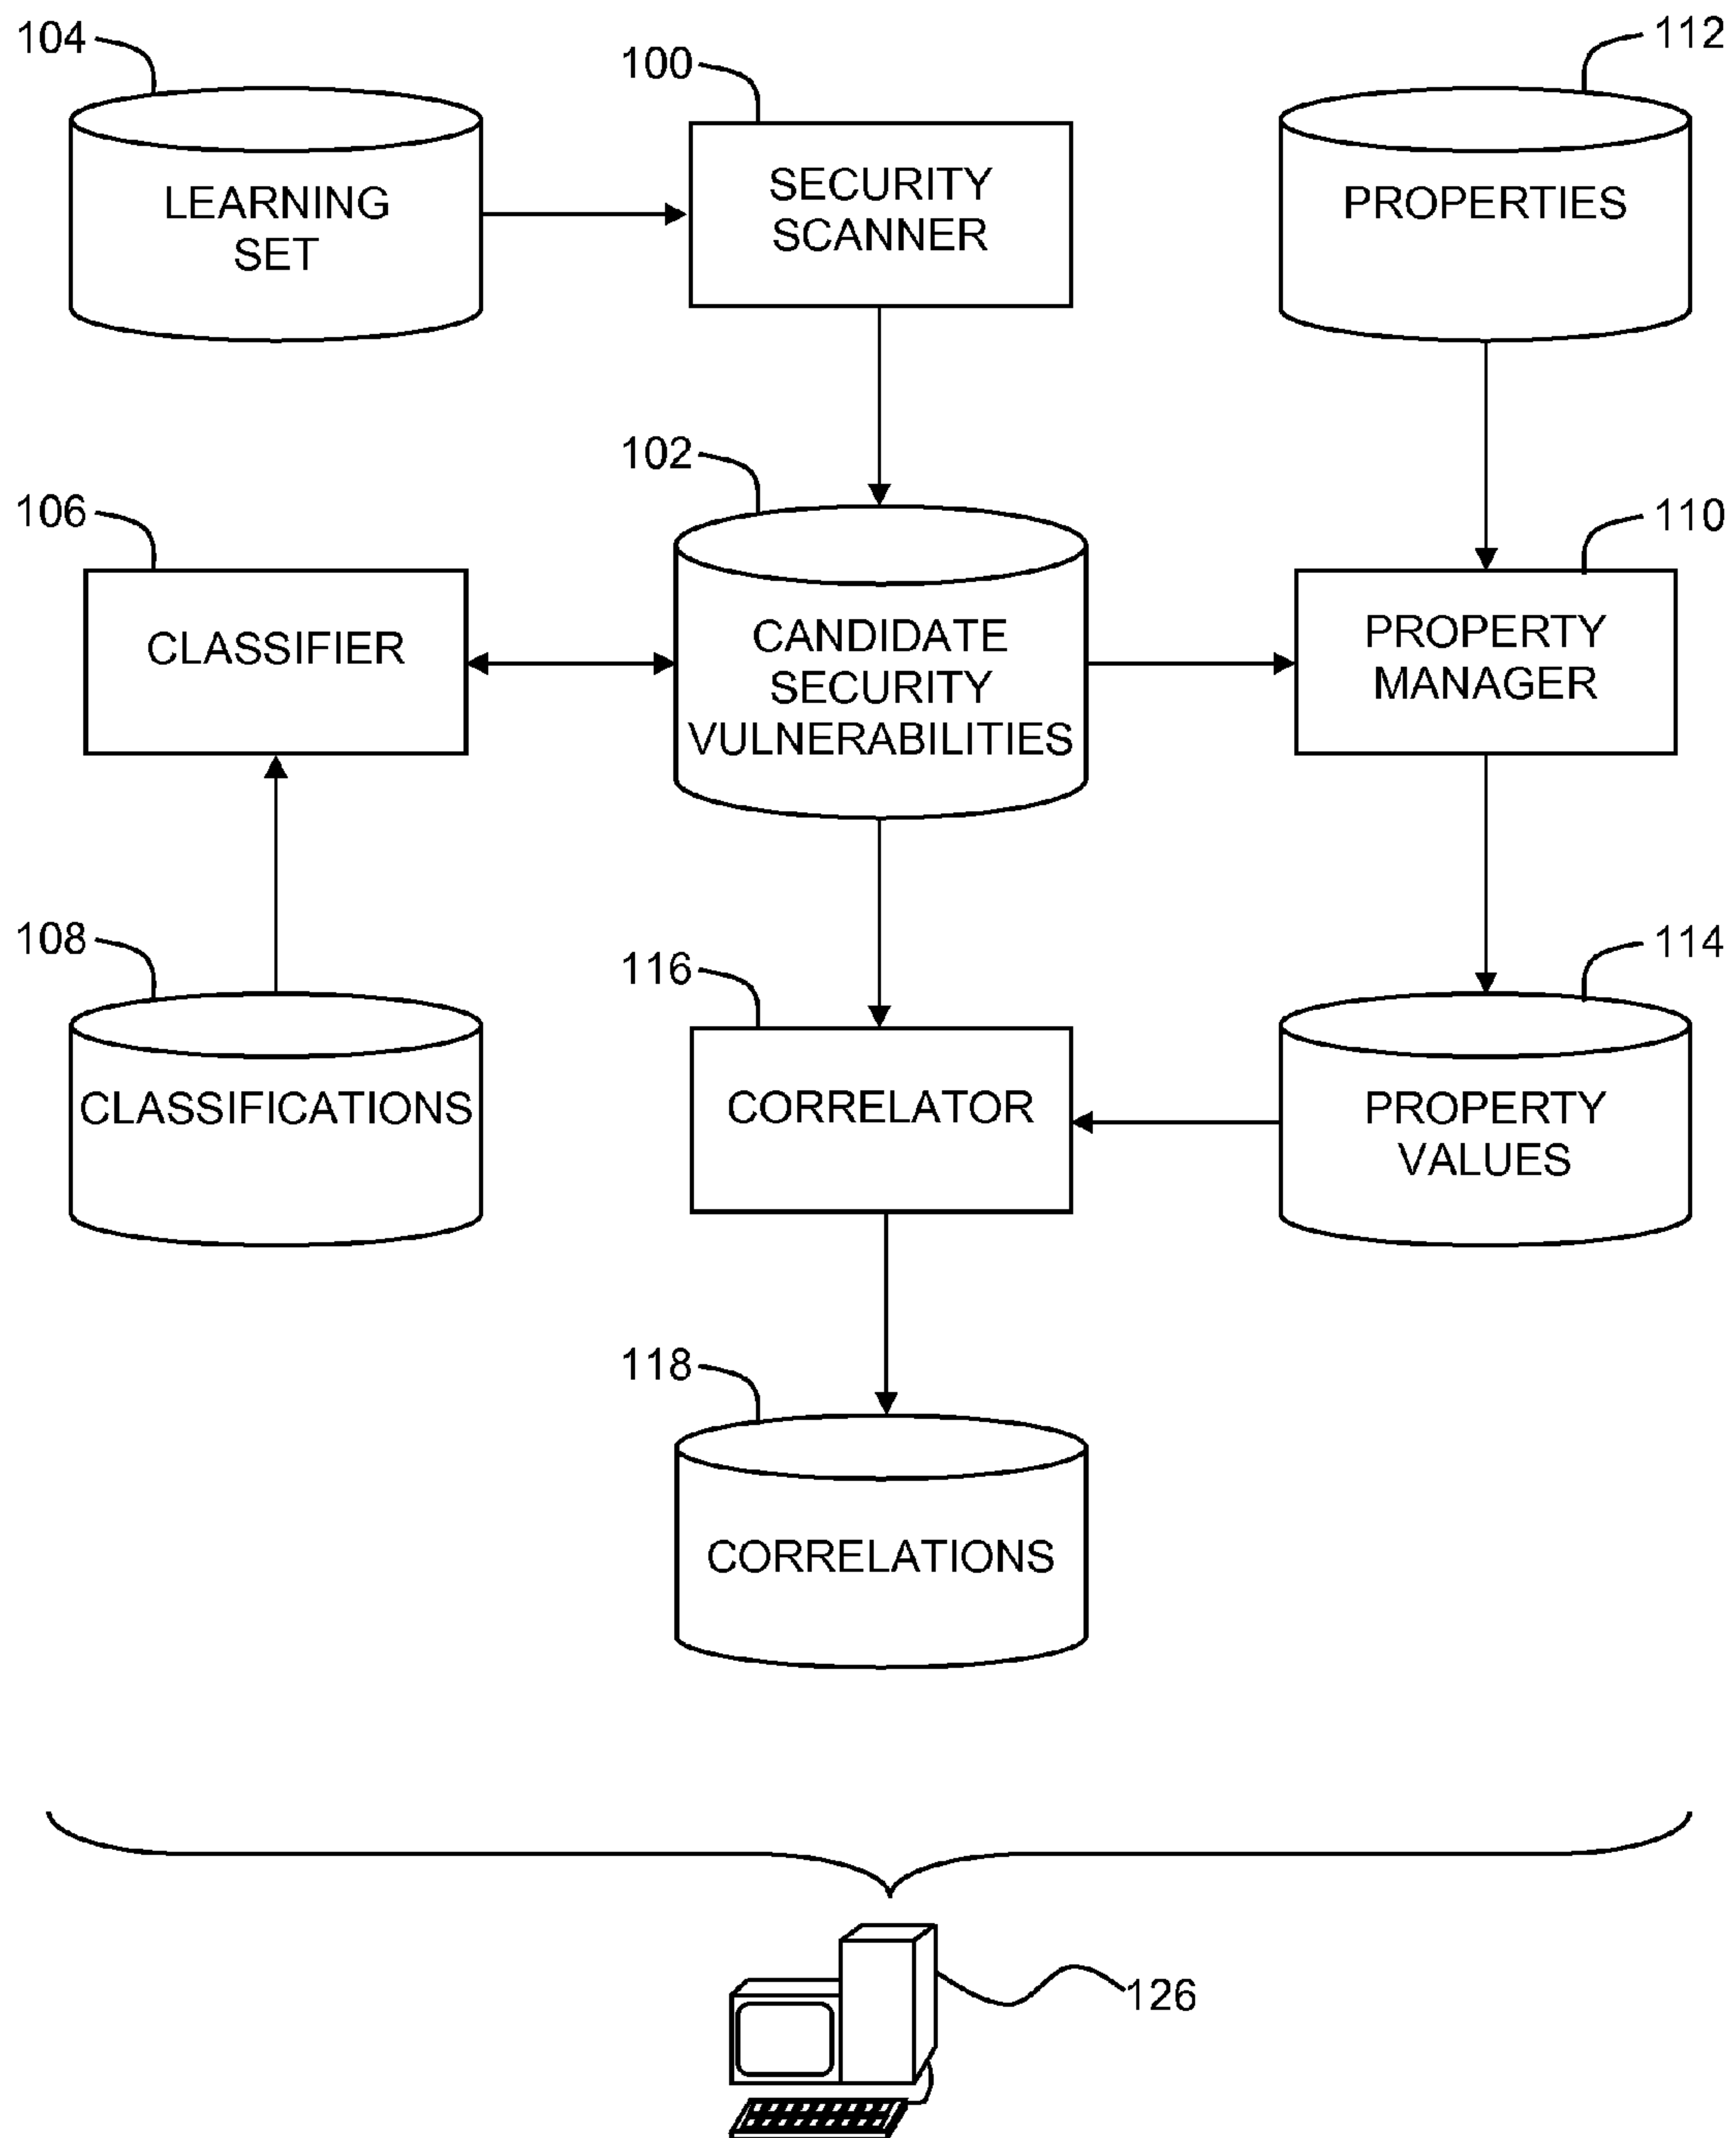 104
100
112
LEARNING
SET
SECURITY
SCANNER
PROPERTIES
102
106
110
CLASSIFIER
CANDIDATE
SECURITY
VULNERABILITIES
PROPERTY
MANAGER
108
116
114
CLASSIFICATIONS
CORRELATOR
PROPERTY
VALUES
118
CORRELATIONS
126